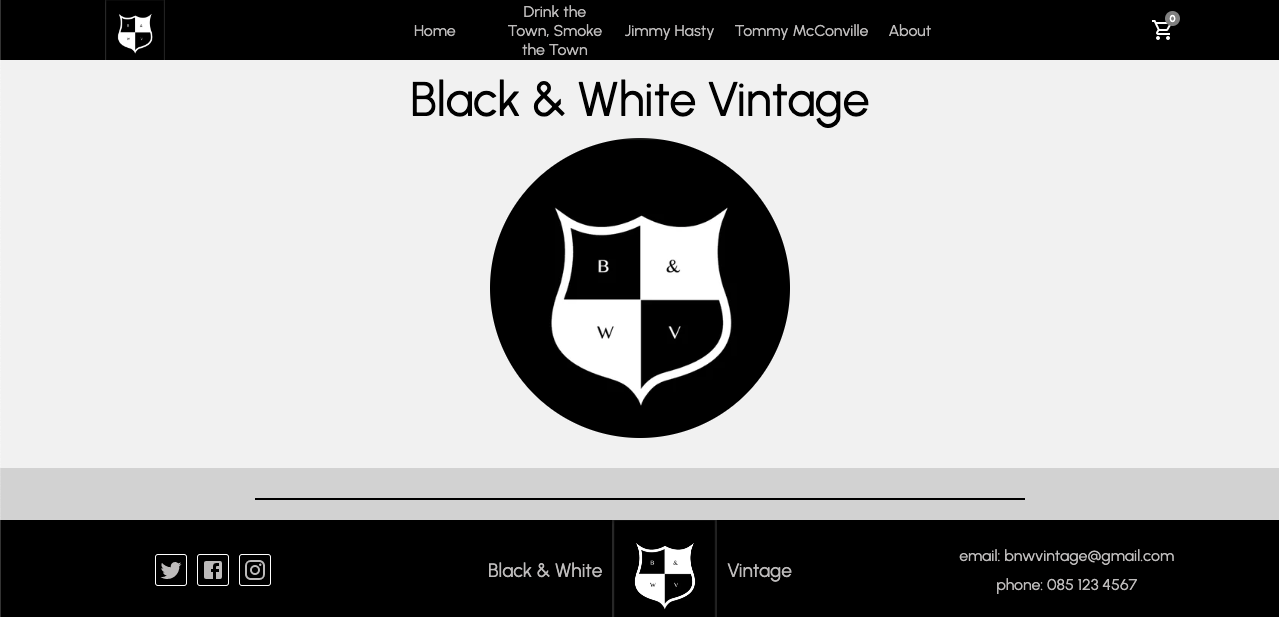 B &
W V
Home
Drink the
Town, Smoke
the Town
Jimmy Hasty
Tommy McConville
About
0
Black & White Vintage
B &
W V
Black & White
B &
W V
Vintage
email: bnwvintage@gmail.com
phone: 085 123 4567